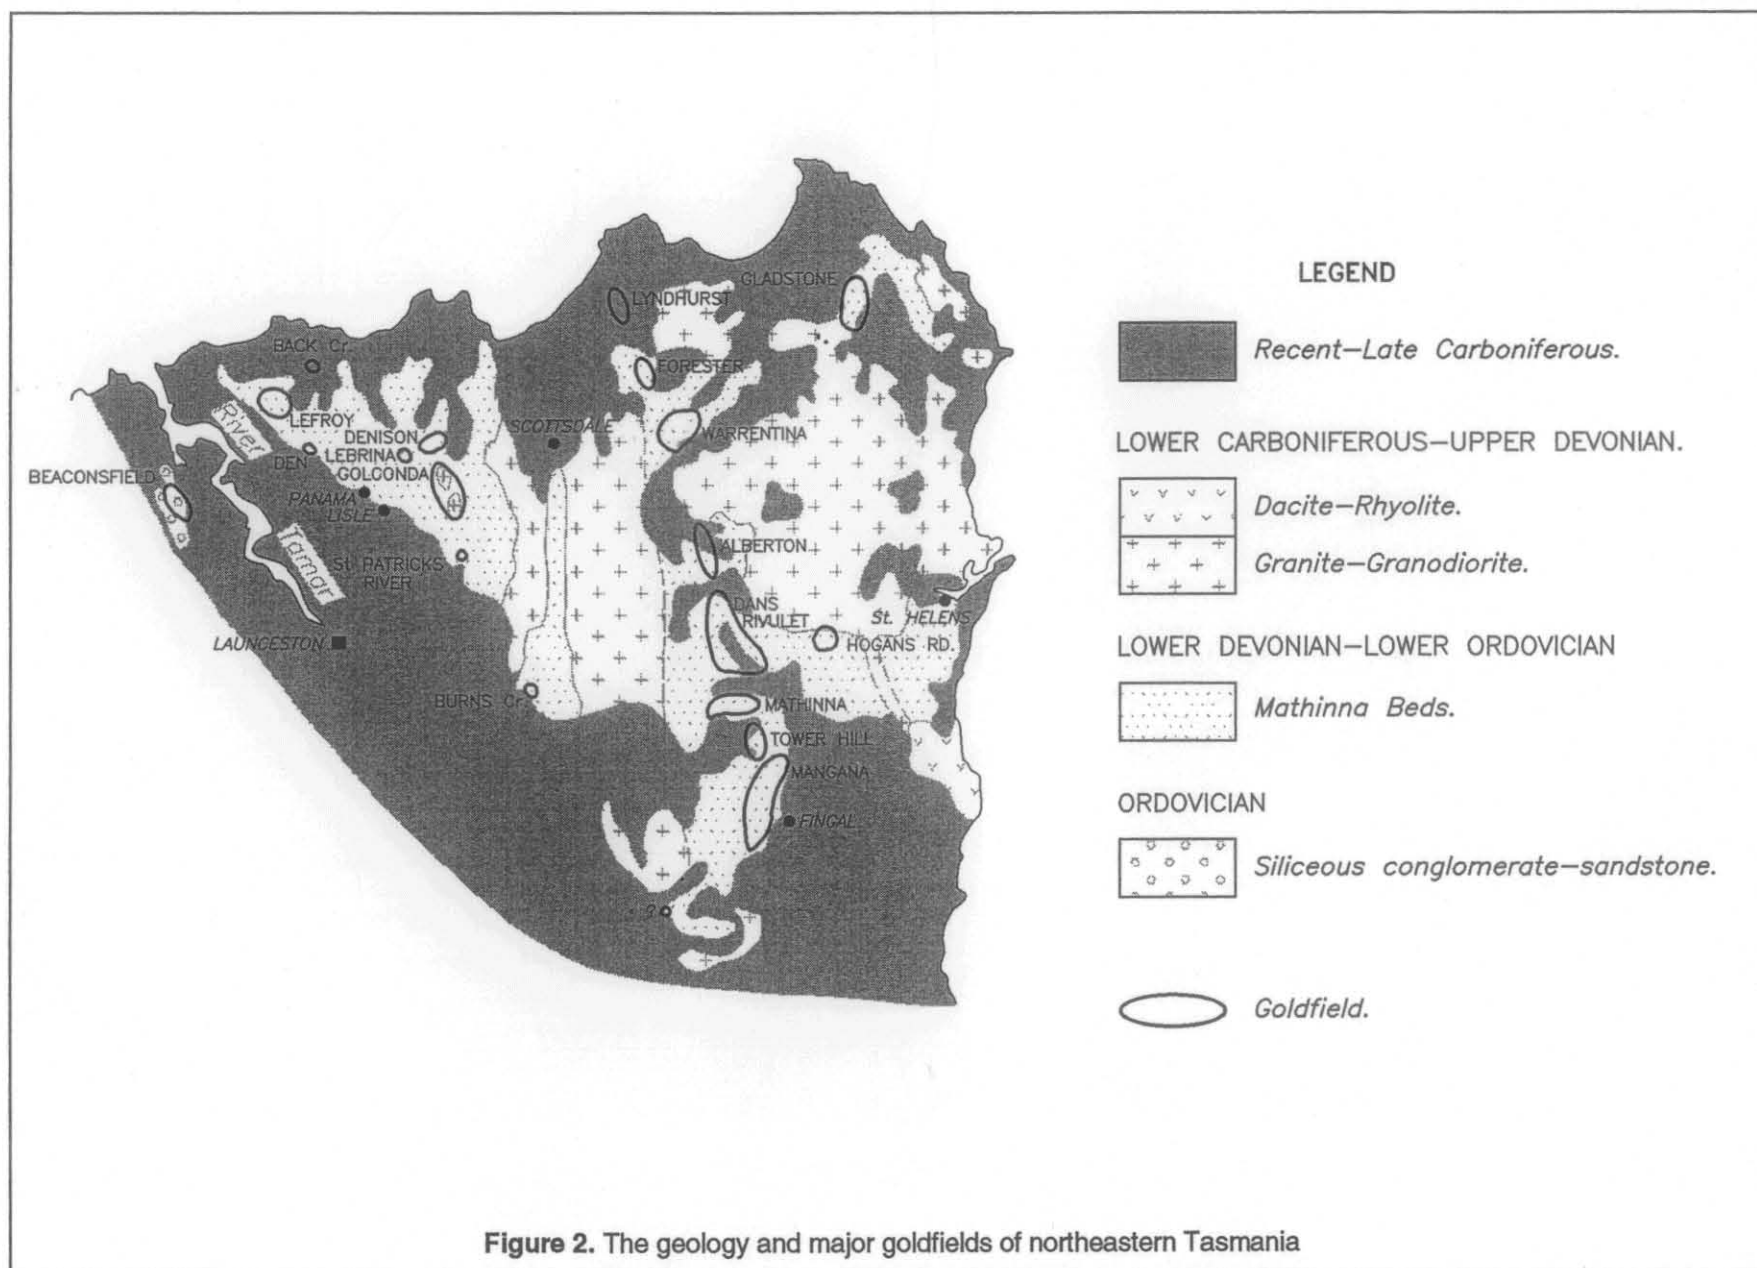 GLADSTONE
LYNDHURST
BACK Cr.
FORESTER
River
LEFROY
SCOTTSDALE
WARRENTINA
DENISON
LEBRINA
DEN
GOLCONDA
BEACONSFIELD
PANAMA
LISLE
Tamar
ALBERTON
St. PATRICKS
RIVER
DANS
RIVULET
St. HELENS
LAUNCESTON
HOGANS RD.
BURNS Cr.
MATHINNA
TOWER HILL
MANGANA
FINGAL
?
LEGEND
Recent—Late Carboniferous.
LOWER CARBONIFEROUS—UPPER DEVONIAN.
Dacite—Rhyolite.
Granite—Granodiorite.
LOWER DEVONIAN—LOWER ORDOVICIAN
Mathinna Beds.
ORDOVICIAN
Siliceous conglomerate—sandstone.
Goldfield.
Figure 2. The geology and major goldfields of northeastern Tasmania